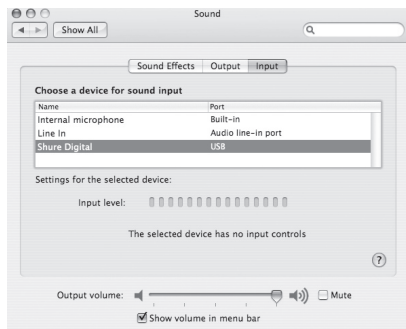 Sound
Show All
Sound Effects Output Input
Choose a device for sound input
Name Port
Internal microphone Built-in
Line In Audio line-in port
Shure Digital USB
Settings for the selected device:
Input level:
The selected device has no input controls
?
Output volume: Mute
Show volume in menu bar